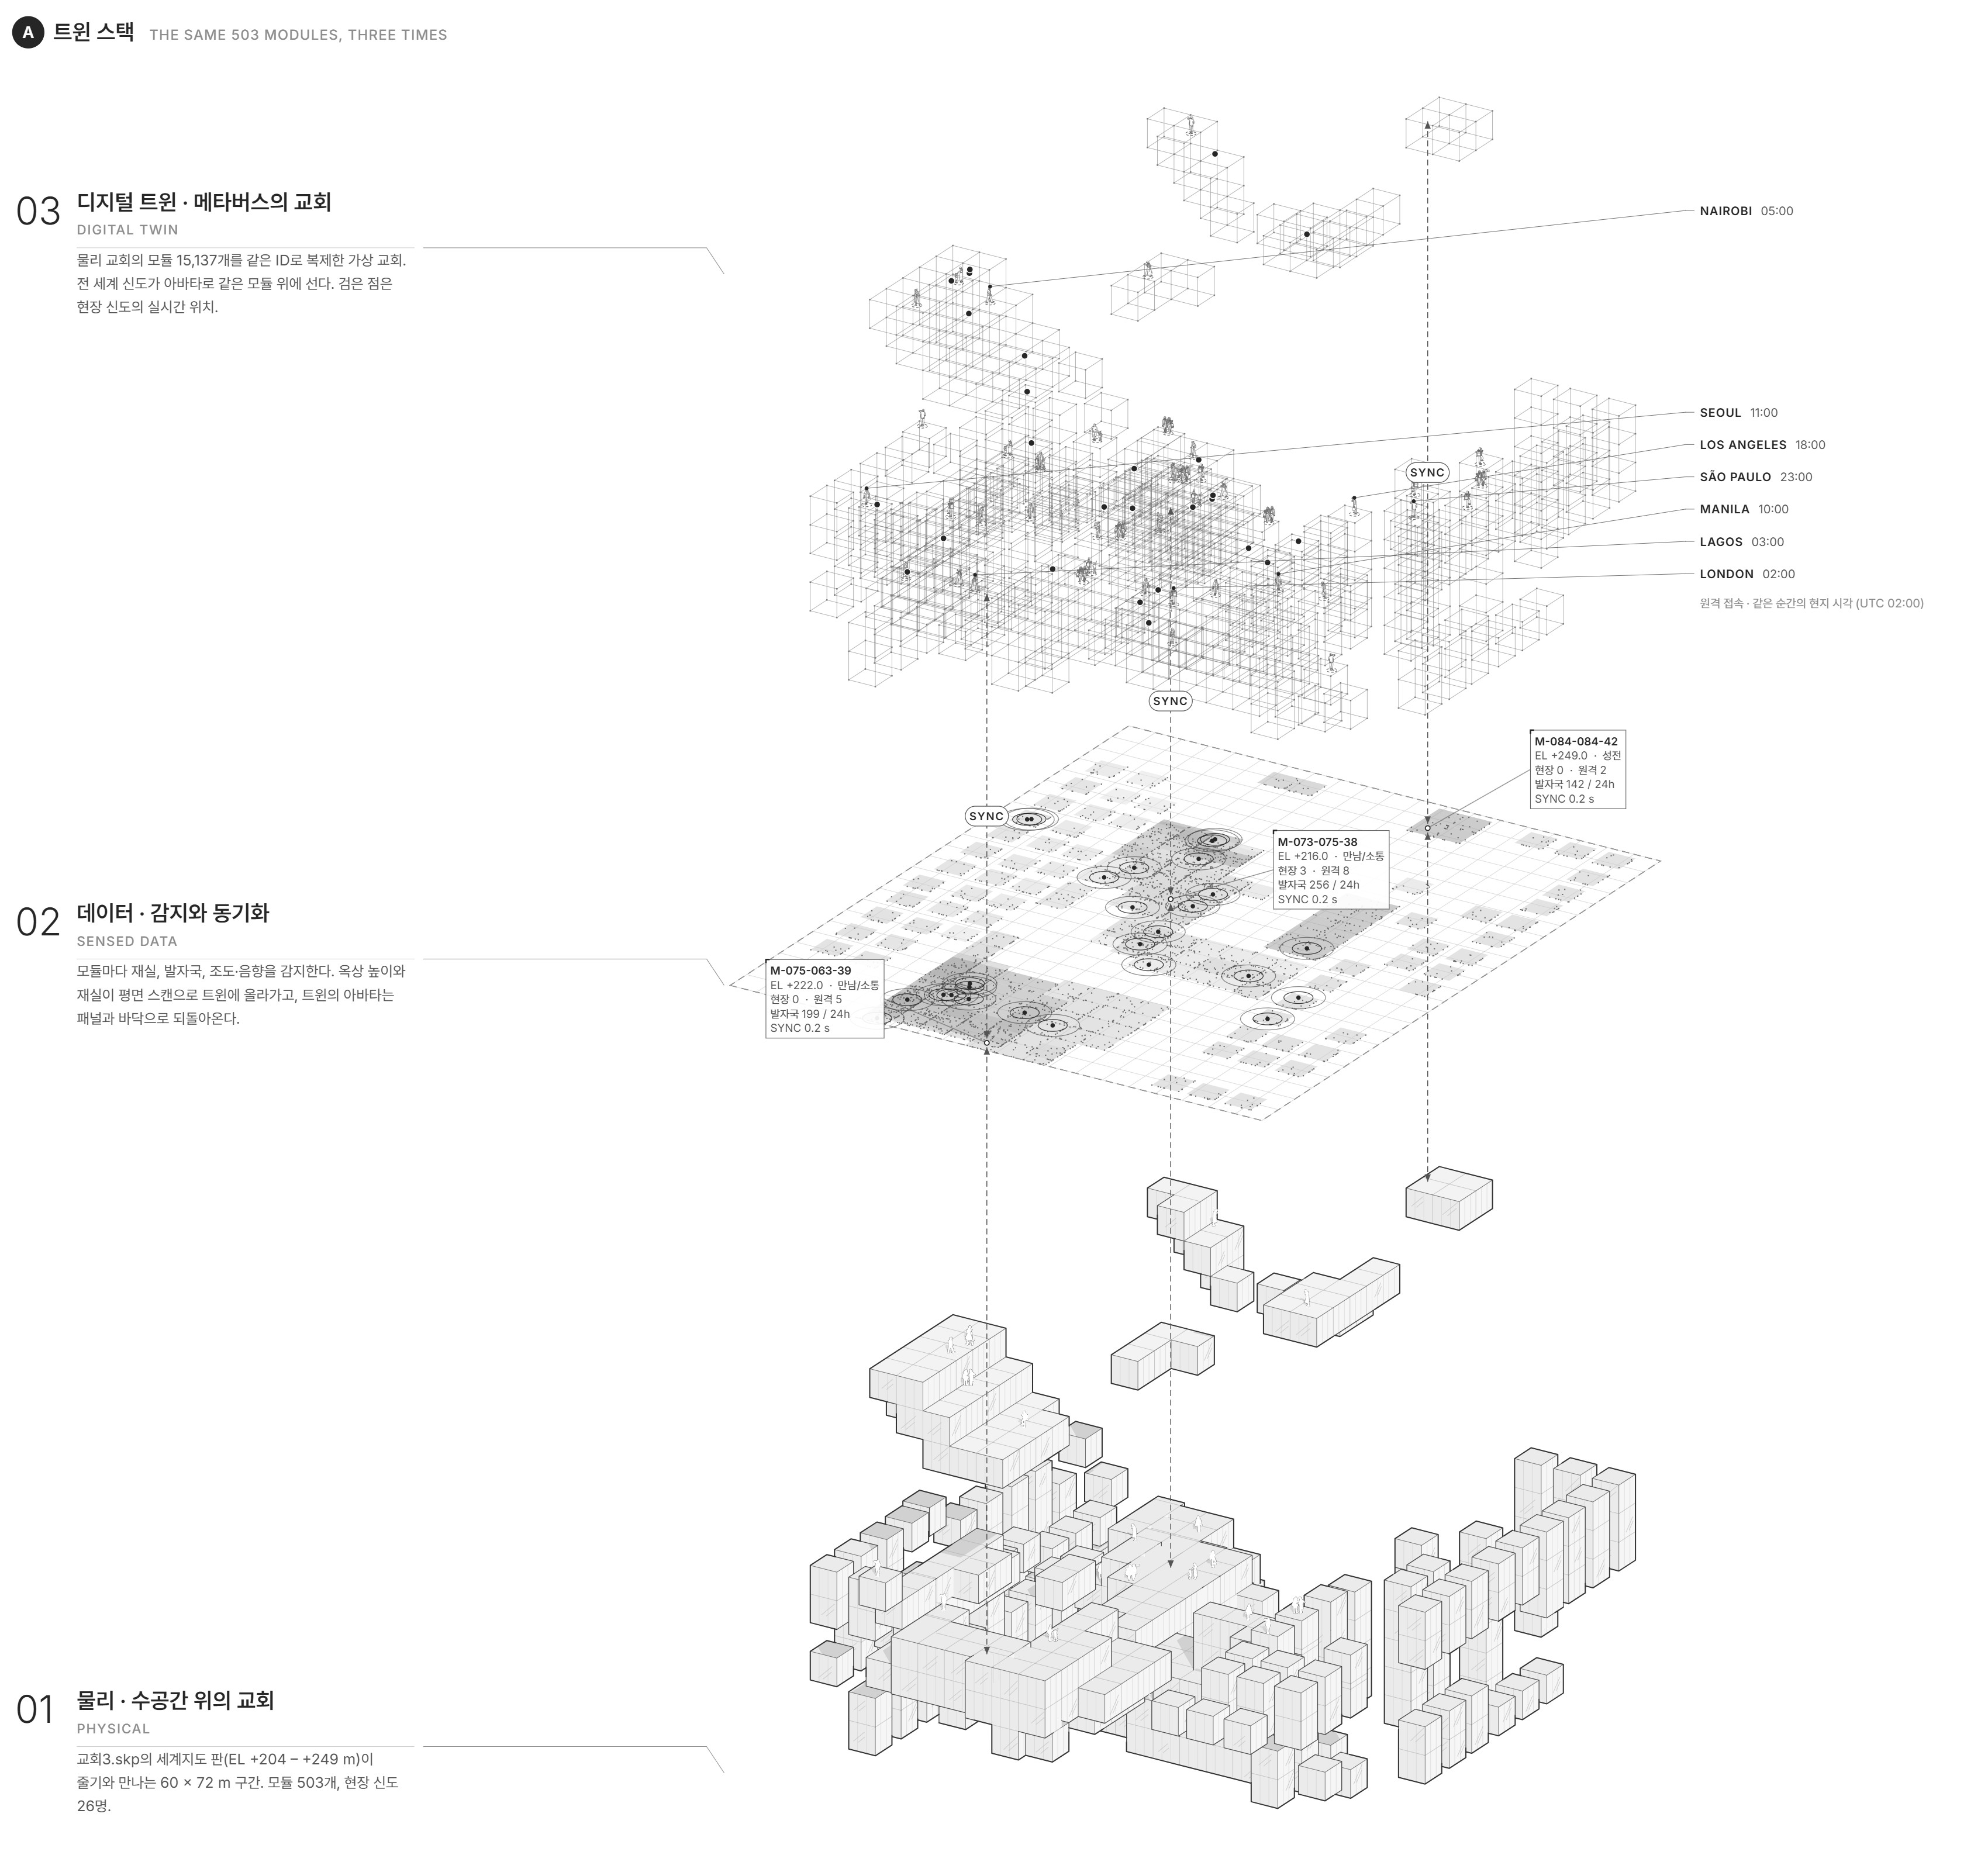 A 트윈 스택 THE SAME 503 MODULES, THREE TIMES
03 디지털 트윈 · 메타버스의 교회
DIGITAL TWIN
물리 교회의 모듈 15,137개를 같은 ID로 복제한 가상 교회.
전 세계 신도가 아바타로 같은 모듈 위에 선다. 검은 점은
현장 신도의 실시간 위치.
NAIROBI 05:00
SEOUL 11:00
LOS ANGELES 18:00
SÃO PAULO 23:00
MANILA 10:00
LAGOS 03:00
LONDON 02:00
원격 접속 · 같은 순간의 현지 시각 (UTC 02:00)
SYNC
SYNC
SYNC
M-084-084-42
EL +249.0 · 성전
현장 0 · 원격 2
발자국 142 / 24h
SYNC 0.2 s
M-073-075-38
EL +216.0 · 만남/소통
현장 3 · 원격 8
발자국 256 / 24h
SYNC 0.2 s
02 데이터 · 감지와 동기화
SENSED DATA
모듈마다 재실, 발자국, 조도·음향을 감지한다. 옥상 높이와
재실이 평면 스캔으로 트윈에 올라가고, 트윈의 아바타는
패널과 바닥으로 되돌아온다.
M-075-063-39
EL +222.0 · 만남/소통
현장 0 · 원격 5
발자국 199 / 24h
SYNC 0.2 s
01 물리 · 수공간 위의 교회
PHYSICAL
교회3.skp의 세계지도 판(EL +204 – +249 m)이
줄기와 만나는 60 × 72 m 구간. 모듈 503개, 현장 신도
26명.